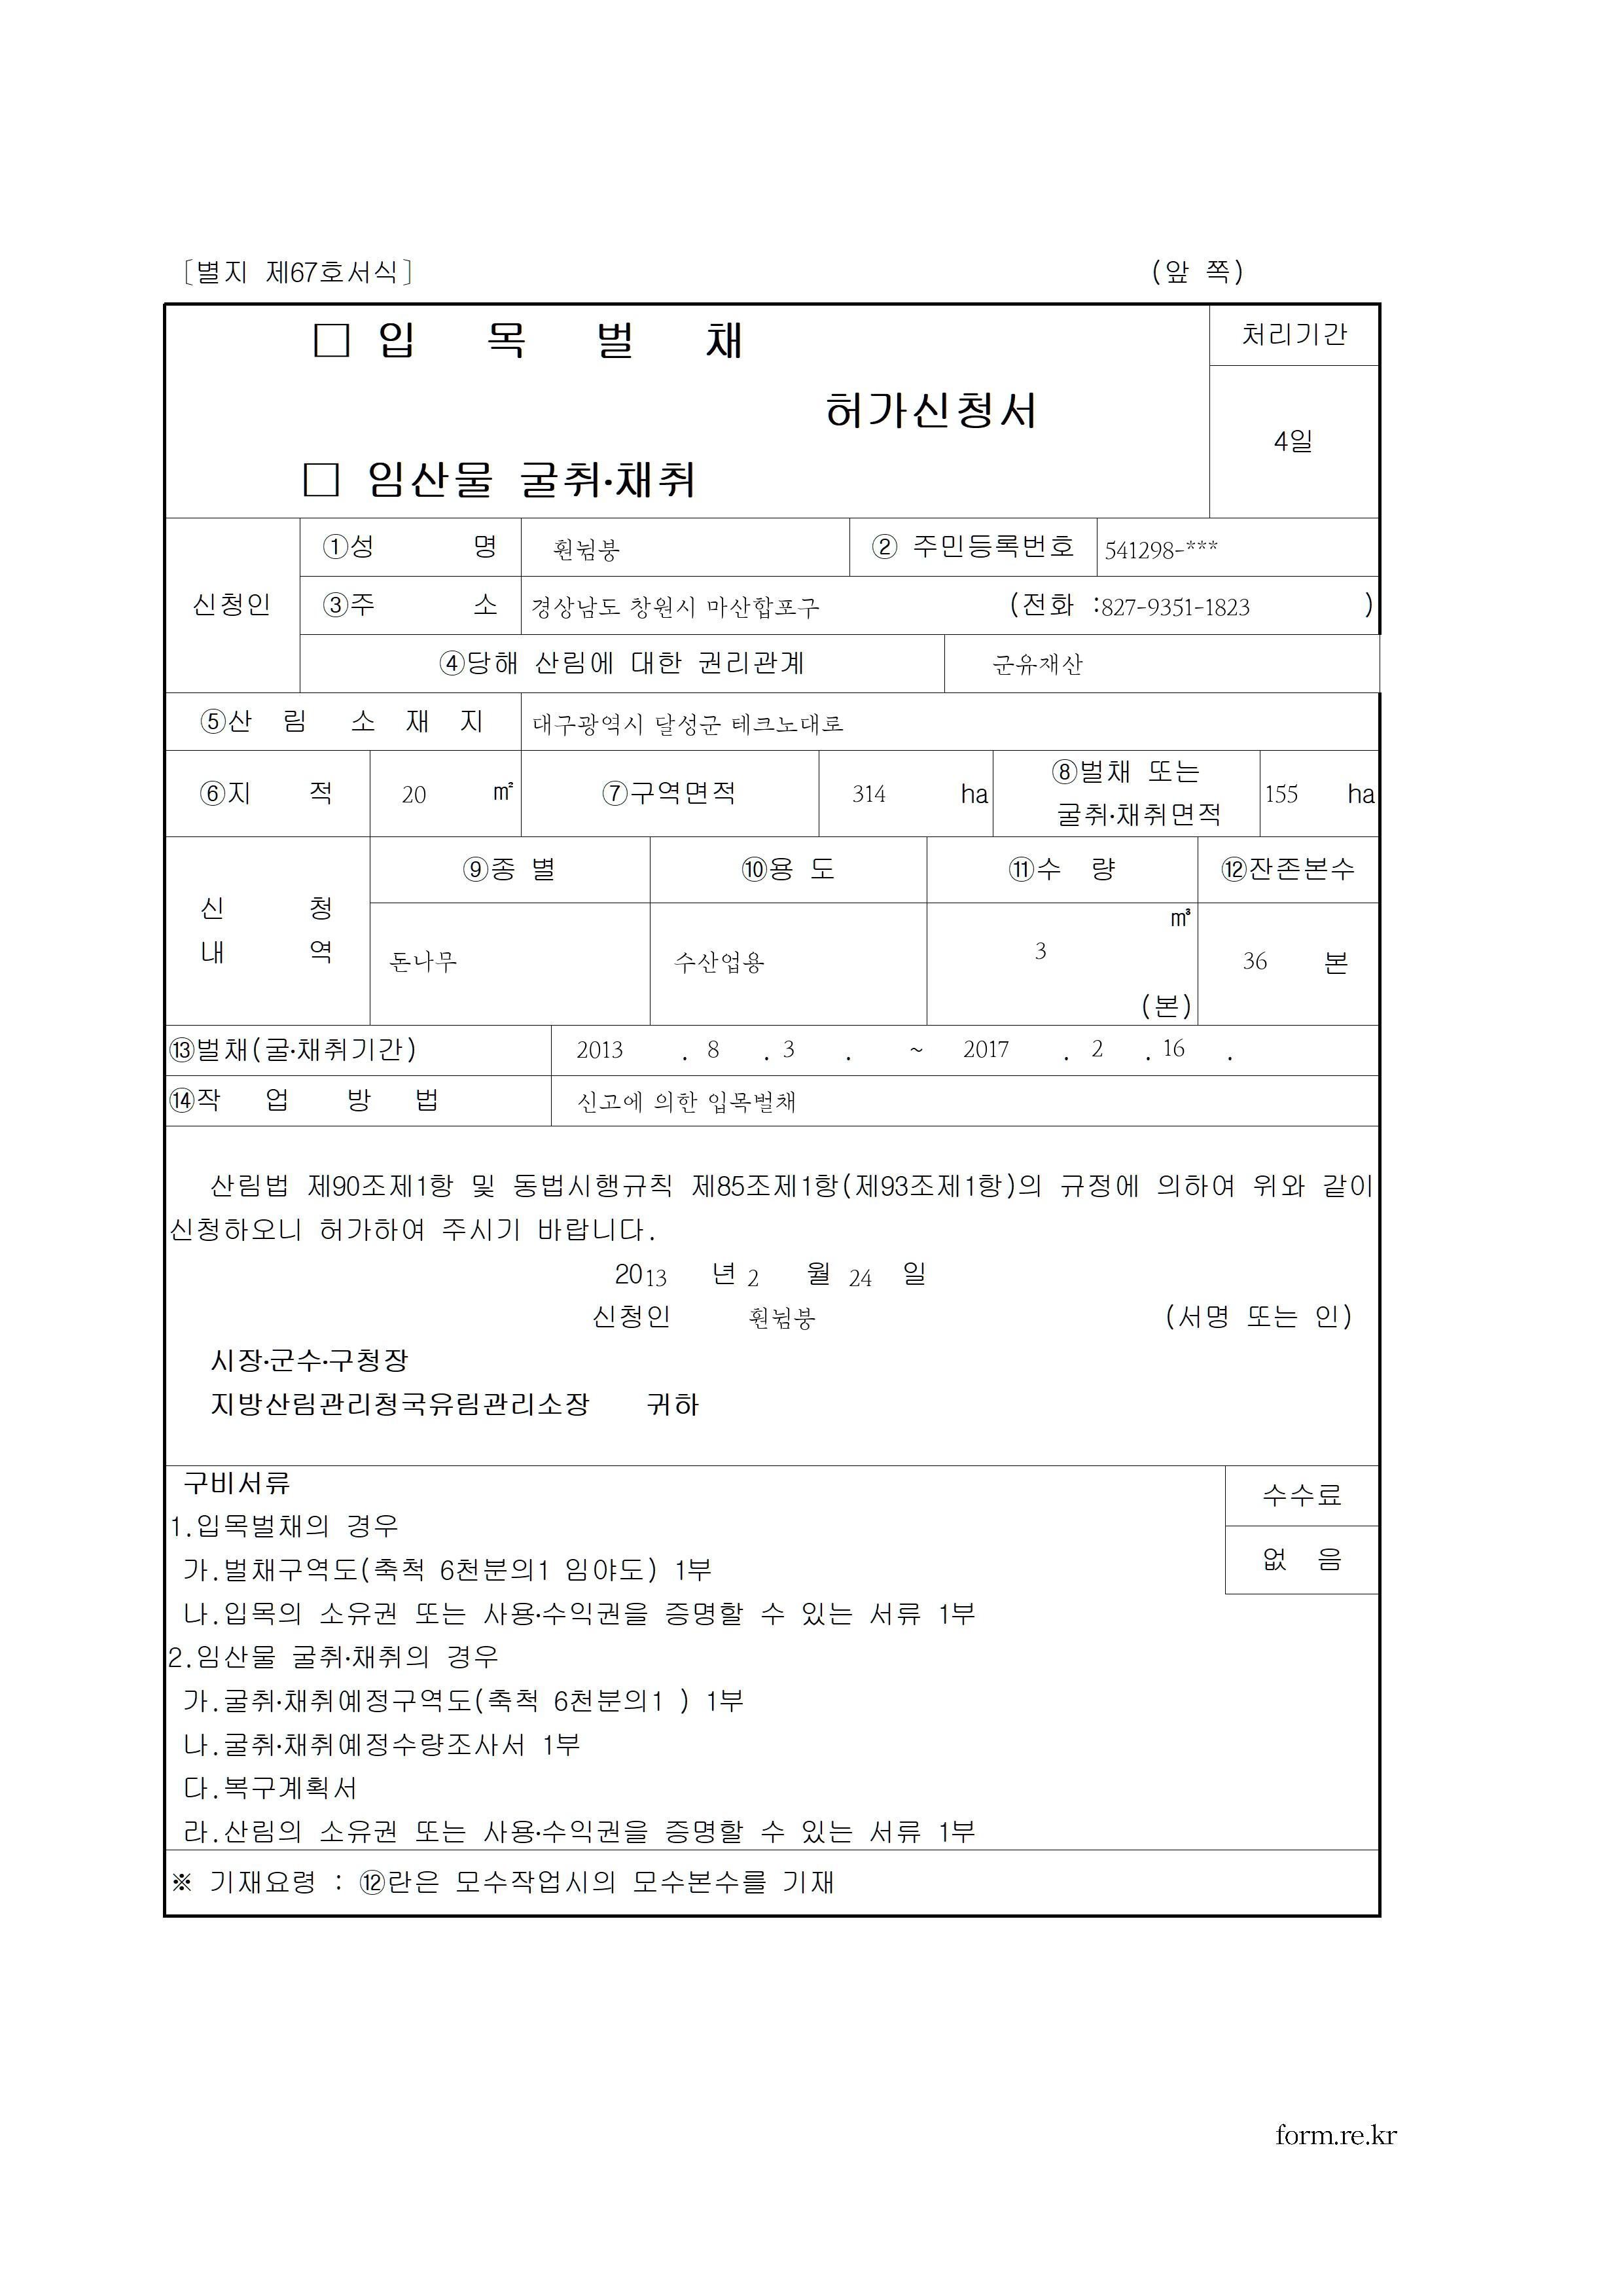 [별지 제67호서식] (앞 쪽)
□ 입 목 벌 채 처리기간
허가신청서
4일
□ 임산물 굴취·채취
신청인 ①성 명 훤뉨붕 ② 주민등록번호 541298-***
③주 소 경상남도 창원시 마산합포구 (전화 :827-9351-1823 )
④당해 산림에 대한 권리관계 군유재산
⑤산 림 소 재 지 대구광역시 달성군 테크노대로
⑥지 적 20 ㎡ ⑦구역면적 314 ha ⑧벌채 또는 굴취·채취면적 155 ha
신 청 내 역 ⑨종 별 ⑩용 도 ⑪수 량 ⑫잔존본수
돈나무 수산업용 3 ㎥ (본) 36 본
⑬벌채(굴·채취기간) 2013 . 8 . 3 . ~ 2017 . 2 . 16 .
⑭작 업 방 법 신고에 의한 입목벌채
산림법 제90조제1항 및 동법시행규칙 제85조제1항(제93조제1항)의 규정에 의하여 위와 같이
신청하오니 허가하여 주시기 바랍니다.
2013 년 2 월 24 일
신청인 훤뉨붕 (서명 또는 인)
시장·군수·구청장
지방산림관리청국유림관리소장 귀하
구비서류 수수료
1.입목벌채의 경우
가.벌채구역도(축척 6천분의1 임야도) 1부 없 음
나.입목의 소유권 또는 사용·수익권을 증명할 수 있는 서류 1부
2.임산물 굴취·채취의 경우
가.굴취·채취예정구역도(축척 6천분의1 ) 1부
나.굴취·채취예정수량조사서 1부
다.복구계획서
라.산림의 소유권 또는 사용·수익권을 증명할 수 있는 서류 1부
※ 기재요령 : ⑫란은 모수작업시의 모수본수를 기재
form.re.kr